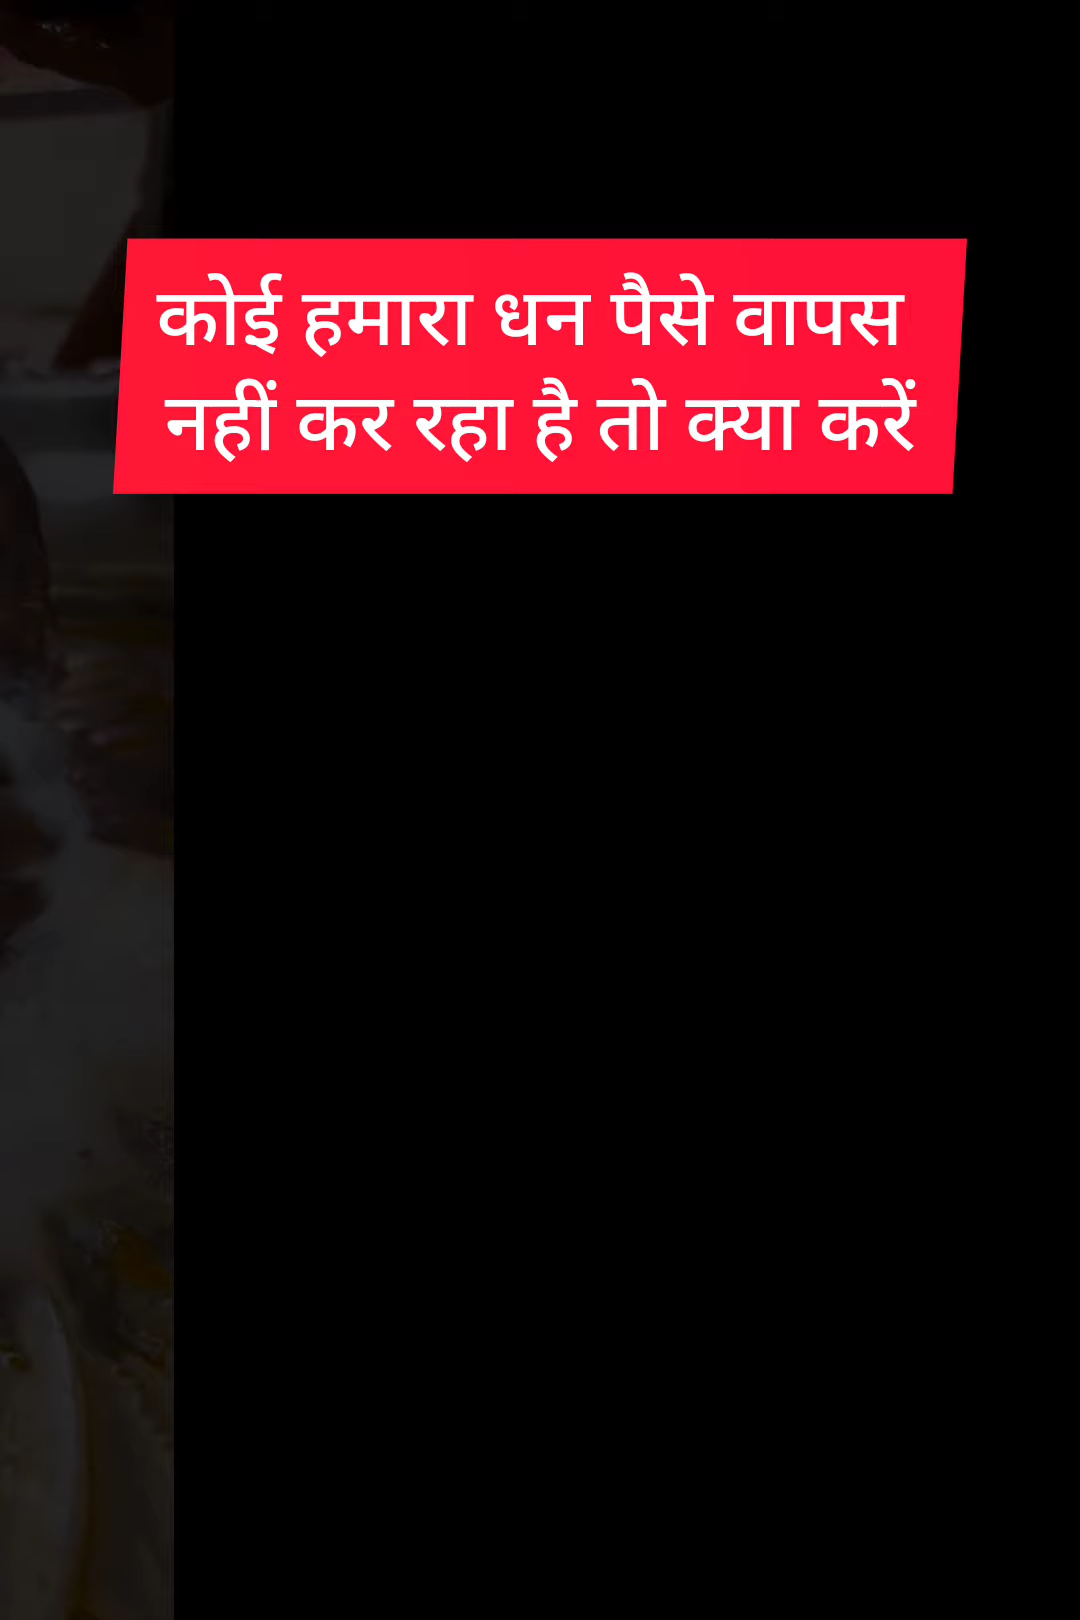 कोई हमारा धन पैसे वापस
नहीं कर रहा है तो क्या करें